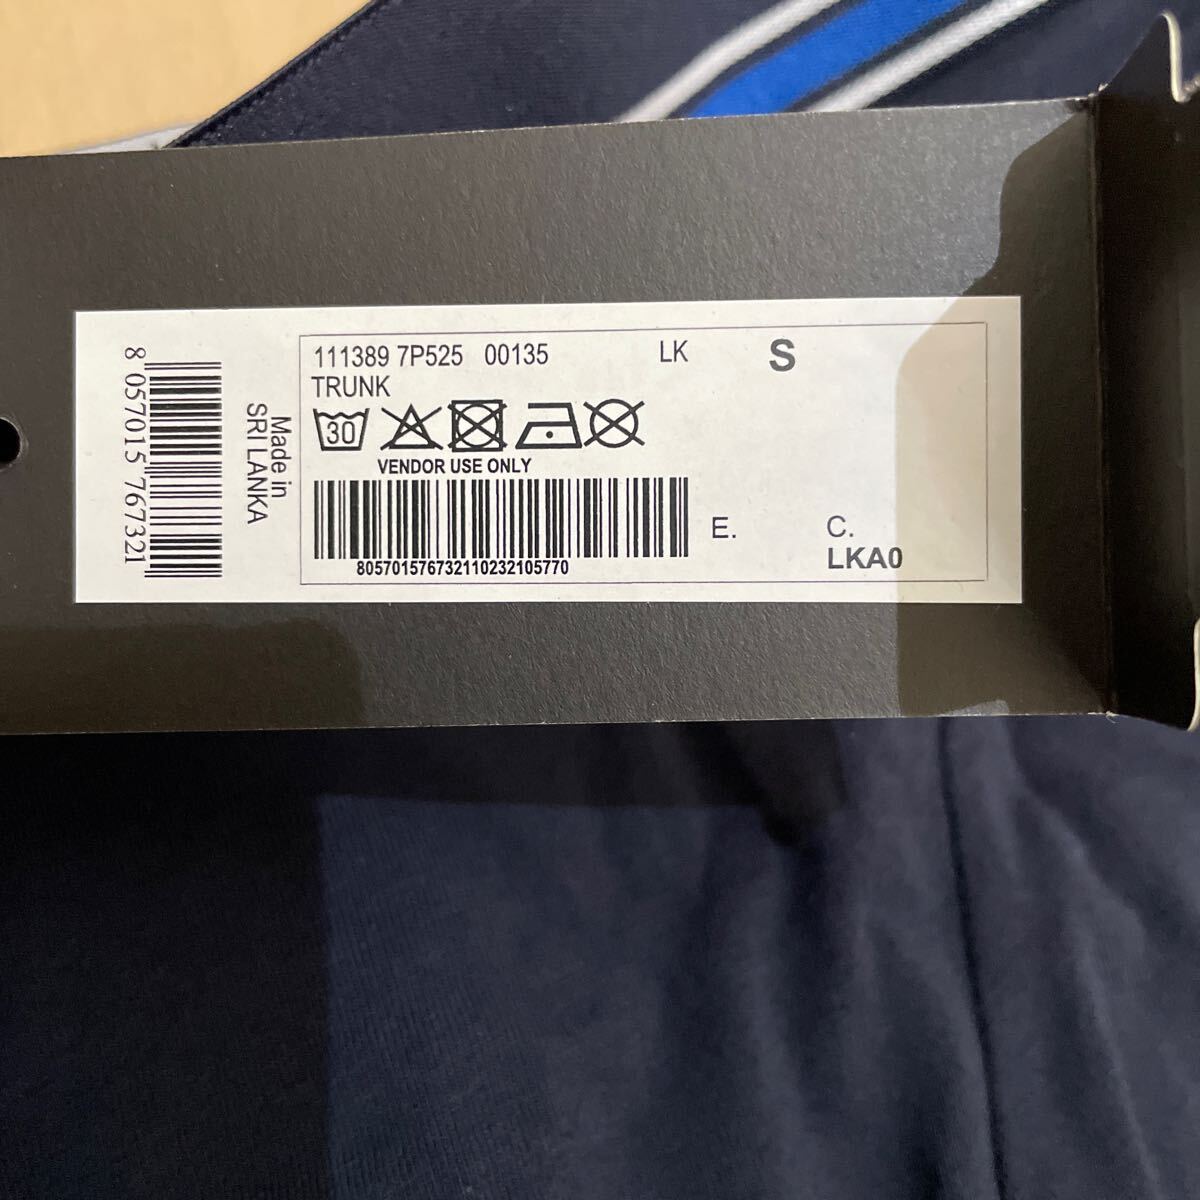 111389 7P525 00135 LK S
TRUNK
30
VENDOR USE ONLY
805701576732110232105770
E. C.
LKA0
Made in
SRI LANKA
8 057015 767321